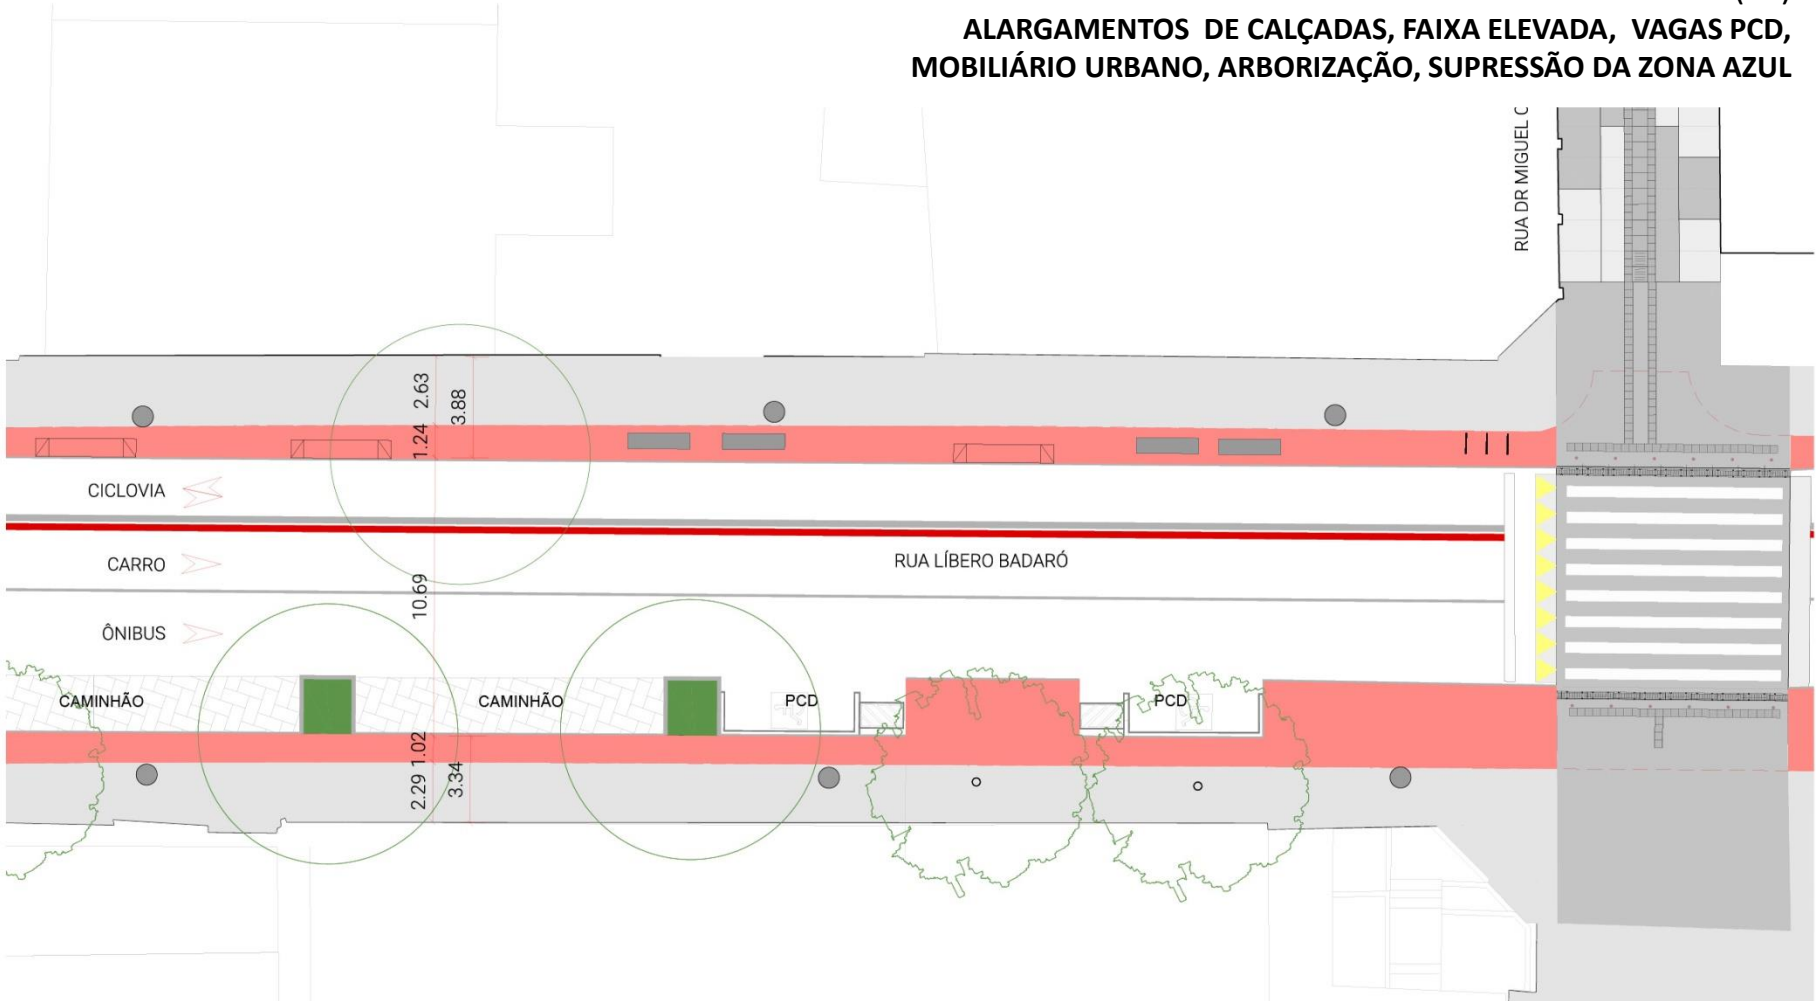 ALARGAMENTOS DE CALÇADAS, FAIXA ELEVADA, VAGAS PCD,
MOBILIÁRIO URBANO, ARBORIZAÇÃO, SUPRESSÃO DA ZONA AZUL
RUA DR MIGUEL
2.63
3.88
1.24
CICLOVIA
CARRO
RUA LÍBERO BADARÓ
10.69
ÔNIBUS
CAMINHÃO
CAMINHÃO
PCD
PCD
1.02
2.29
3.34